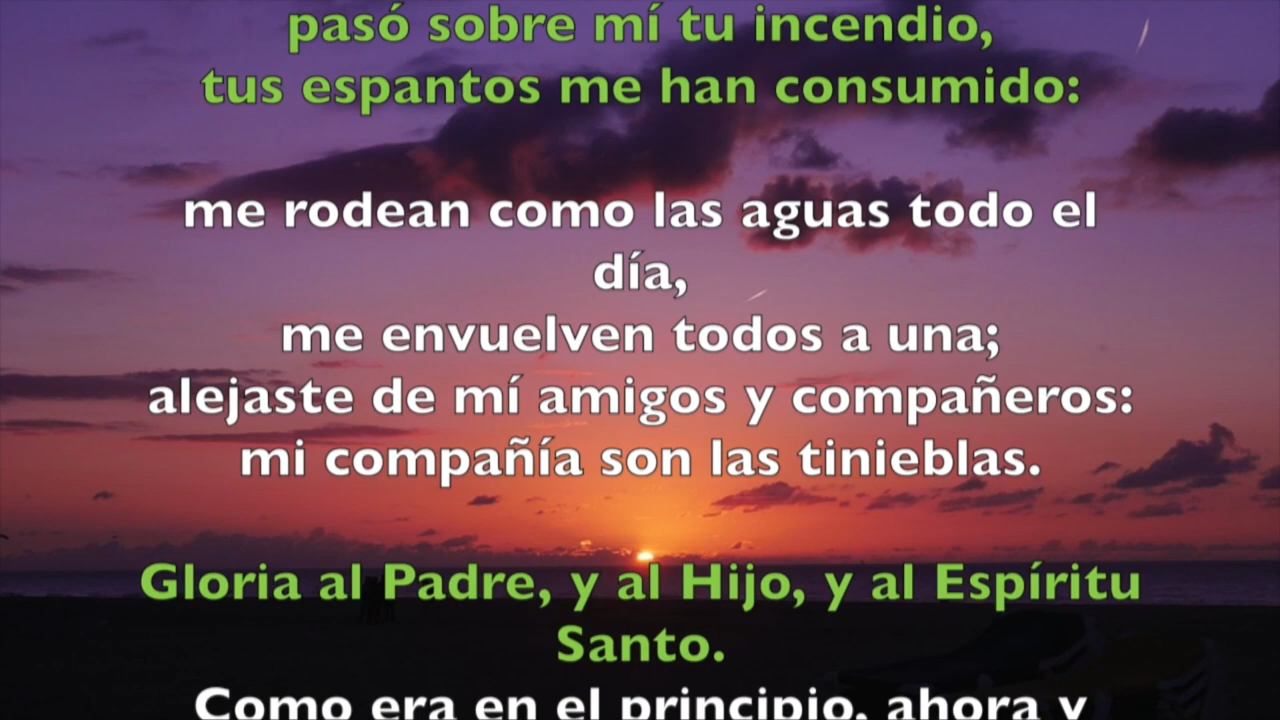 pasó sobre mí tu incendio,
tus espantos me han consumido:
me rodean como las aguas todo el
día,
me envuelven todos a una;
alejaste de mí amigos y compañeros:
mi compañía son las tinieblas.
Gloria al Padre, y al Hijo, y al Espíritu
Santo.
Como era en el principio, ahora y